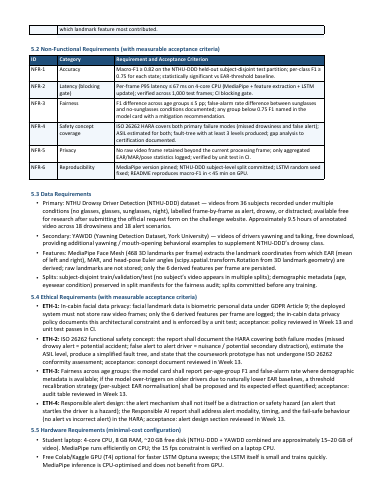 which landmark feature most contributed.
5.2 Non-Functional Requirements (with measurable acceptance criteria)
ID Category Requirement and Acceptance Criterion
NFR-1 Accuracy Macro-F1 ≥ 0.82 on the NTHU-DDD held-out subject-disjoint test partition; per-class F1 ≥
0.75 for each state; statistically significant vs EAR-threshold baseline.
NFR-2 Latency (blocking gate) Per-frame P95 latency ≤ 67 ms on 4-core CPU (MediaPipe + feature extraction + LSTM
update); verified across 1,000 test frames; CI blocking gate.
NFR-3 Fairness F1 difference across age groups ≤ 5 pp; false-alarm rate difference between sunglasses
and no-sunglasses conditions documented; any group below 0.75 F1 named in the
model card with a mitigation recommendation.
NFR-4 Safety concept coverage ISO 26262 HARA covers both primary failure modes (missed drowsiness and false alert);
ASIL estimated for both; fault-tree with at least 3 levels produced; gap analysis to
certification documented.
NFR-5 Privacy No raw video frame retained beyond the current processing frame; only aggregated
EAR/MAR/pose statistics logged; verified by unit test in CI.
NFR-6 Reproducibility MediaPipe version pinned; NTHU-DDD subject-level split committed; LSTM random seed
fixed; README reproduces macro-F1 in < 45 min on GPU.
5.3 Data Requirements
• Primary: NTHU Drowsy Driver Detection (NTHU-DDD) dataset — videos from 36 subjects recorded under multiple
conditions (no glasses, glasses, sunglasses, night), labelled frame-by-frame as alert, drowsy, or distracted; available
free for research after submitting the official request form on the challenge website. Approximately 9.5 hours of annotated
video across 18 drowsiness and 18 alert scenarios.
• Secondary: YAWDD (Yawning Detection Dataset, York University) — videos of drivers yawning and talking, free download,
providing additional yawning / mouth-opening behavioral examples to supplement NTHU-DDD's drowsy class.
• Features: MediaPipe Face Mesh (468 3D landmarks per frame) extracts the landmark coordinates from which EAR (mean
of left and right), MAR, and head-pose Euler angles (scipy.spatial.transform.Rotation from 3D landmark geometry) are
derived; raw landmarks are not stored; only the 6 derived features per frame are persisted.
• Splits: subject-disjoint train/validation/test (no subject's video appears in multiple splits); demographic metadata (age,
eyewear condition) preserved in split manifests for the fairness audit; splits committed before any training.
5.4 Ethical Requirements (with measurable acceptance criteria)
• ETH-1: In-cabin facial data privacy: facial landmark data is biometric personal data under GDPR Article 9; the deployed
system must not store raw video frames; only the 6 derived features per frame are logged; the in-cabin data privacy
policy documents this architectural constraint and is enforced by a unit test; acceptance: policy reviewed in Week 13 and
unit test passes in CI.
• ETH-2: ISO 26262 functional safety concept: the report shall document the HARA covering both failure modes (missed
drowsy alert = potential accident; false alert to alert driver = nuisance / potential secondary distraction), estimate the
ASIL level, produce a simplified fault tree, and state that the coursework prototype has not undergone ISO 26262
conformity assessment; acceptance: concept document reviewed in Week 13.
• ETH-3: Fairness across age groups: the model card shall report per-age-group F1 and false-alarm rate where demographic
metadata is available; if the model over-triggers on older drivers due to naturally lower EAR baselines, a threshold
recalibration strategy (per-subject EAR normalisation) shall be proposed and its expected effect quantified; acceptance:
audit table reviewed in Week 13.
• ETH-4: Responsible alert design: the alert mechanism shall not itself be a distraction or safety hazard (an alert that
startles the driver is a hazard); the Responsible AI report shall address alert modality, timing, and the fail-safe behaviour
(no alert vs incorrect alert) in the HARA; acceptance: alert design section reviewed in Week 13.
5.5 Hardware Requirements (minimal-cost configuration)
• Student laptop: 4-core CPU, 8 GB RAM, ~20 GB free disk (NTHU-DDD + YAWDD combined are approximately 15–20 GB of
video). MediaPipe runs efficiently on CPU; the 15 fps constraint is verified on a laptop CPU.
• Free Colab/Kaggle GPU (T4) optional for faster LSTM Optuna sweeps; the LSTM itself is small and trains quickly.
MediaPipe inference is CPU-optimised and does not benefit from GPU.